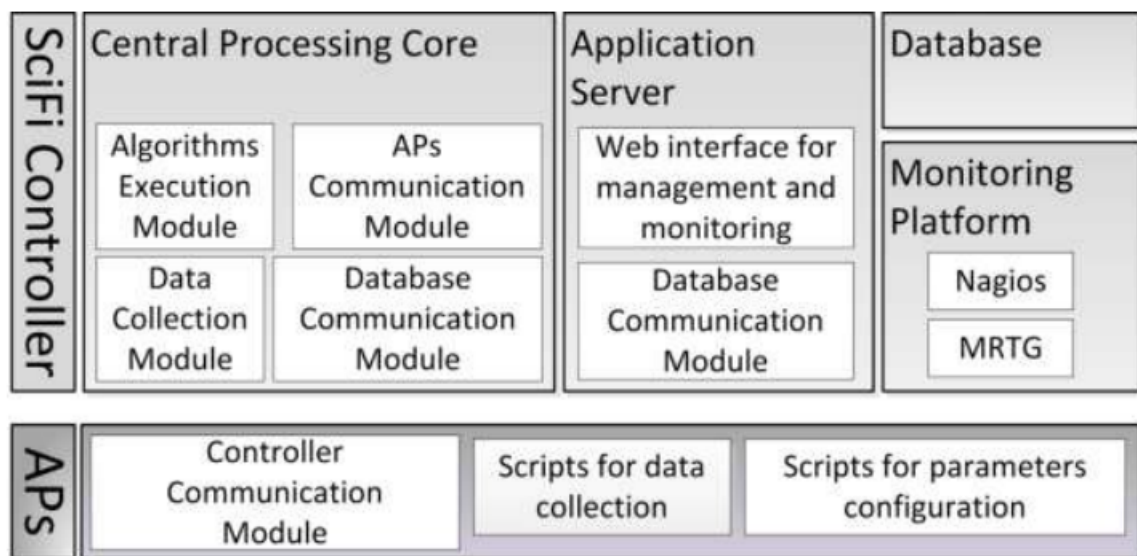 SciFi Controller
Central Processing Core
Algorithms
Execution
Module
APs
Communication
Module
Data
Collection
Module
Database
Communication
Module
Application
Server
Web interface for
management and
monitoring
Database
Communication
Module
Database
Monitoring
Platform
Nagios
MRTG
APs
Controller
Communication
Module
Scripts for data
collection
Scripts for parameters
configuration